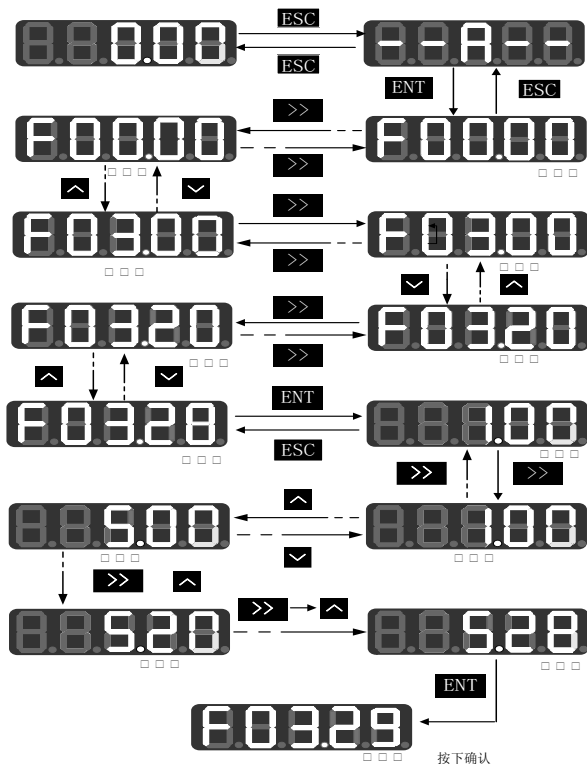 0.00 ESC --A--
ESC
ENT ESC
F00.00 >> F00.00
□ □ □ >> □ □ □
∧ ∨
F03.00 >> F03.00
□ □ □ >> □ □ □
∨ ∧
F03.20 >> F03.20
□ □ □ >> □ □ □
∧ ∨
F03.28 ENT 1.00
□ □ □ ESC □ □ □
>> >>
5.00 ∧ 1.00
□ □ □ ∨ □ □ □
>> ∧
5.20 >> ∧ 5.28
□ □ □ □ □ □
ENT
F03.29
□ □ □ 按下确认